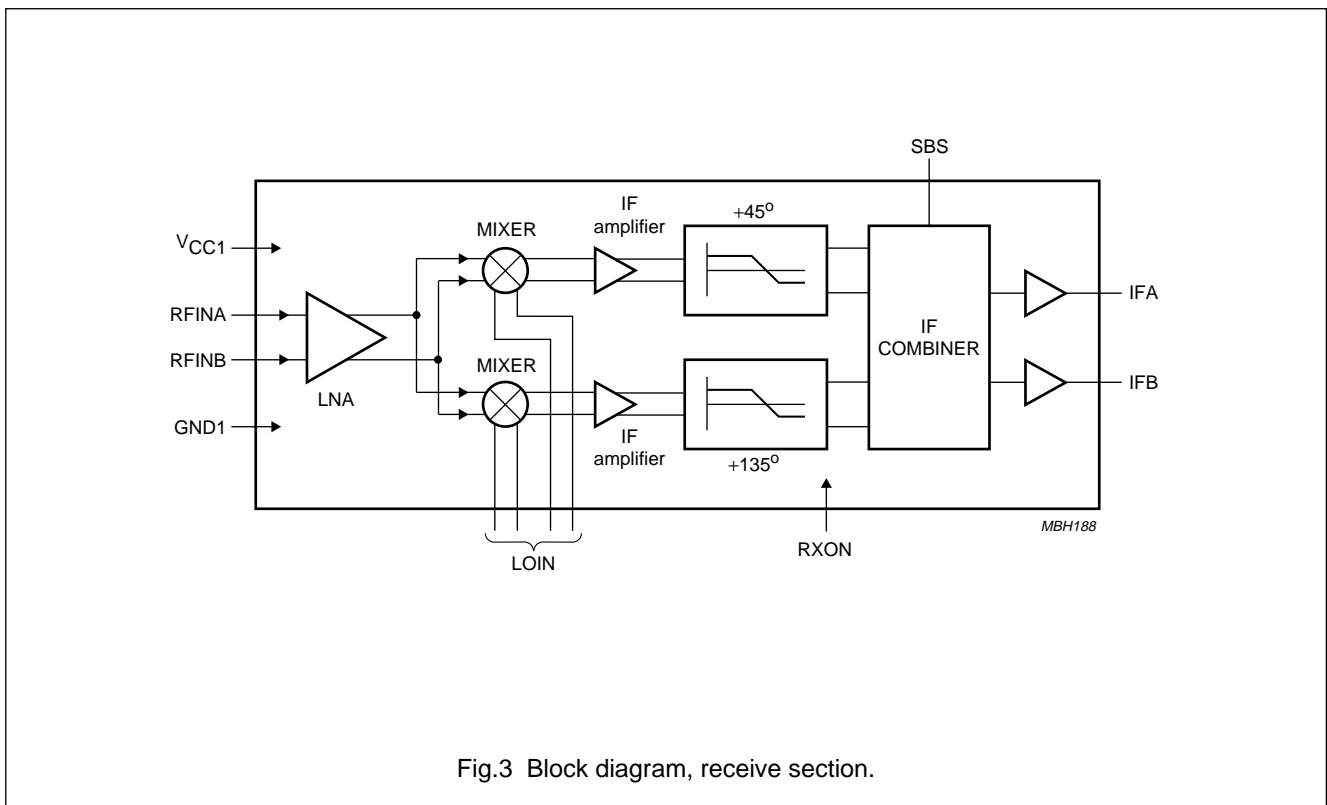 SBS
IF
amplifier
+45°
MIXER
VCC1
RFINA
RFINB
LNA
GND1
MIXER
IF
amplifier
+135°
IF
COMBINER
IFA
IFB
LOIN
RXON
MBH188
Fig.3 Block diagram, receive section.